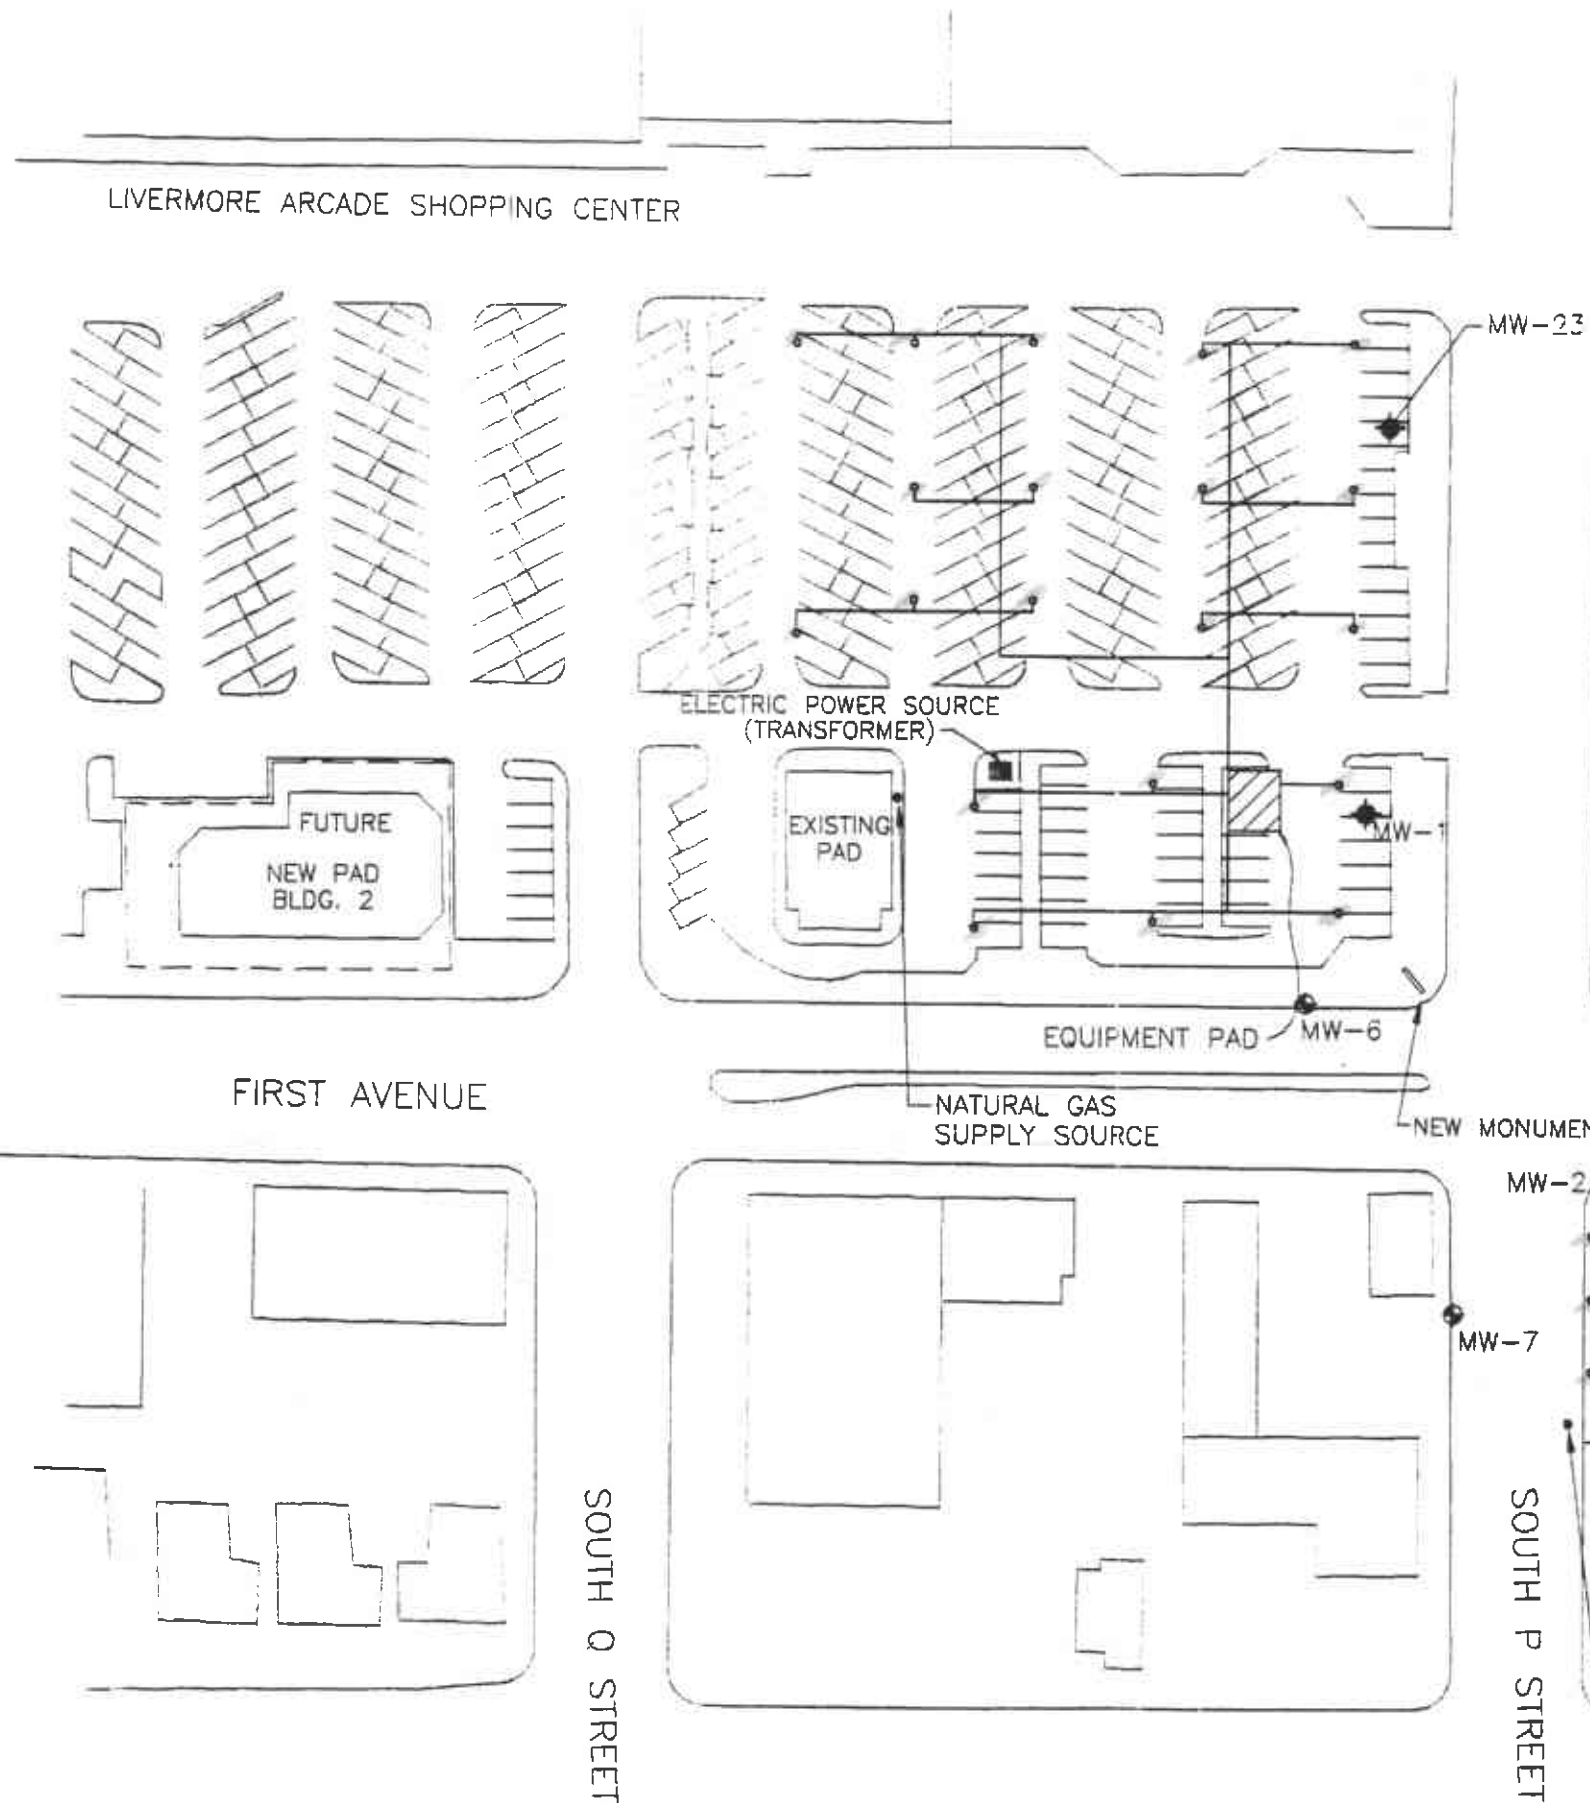 LIVERMORE ARCADE SHOPPING CENTER
MW-23
ELECTRIC POWER SOURCE
(TRANSFORMER)
FUTURE
NEW PAD
BLDG. 2
EXISTING
PAD
MW-1
EQUIPMENT PAD
MW-6
FIRST AVENUE
NATURAL GAS
SUPPLY SOURCE
NEW MONUMEN
MW-2
MW-7
SOUTH Q STREET
SOUTH P STREET